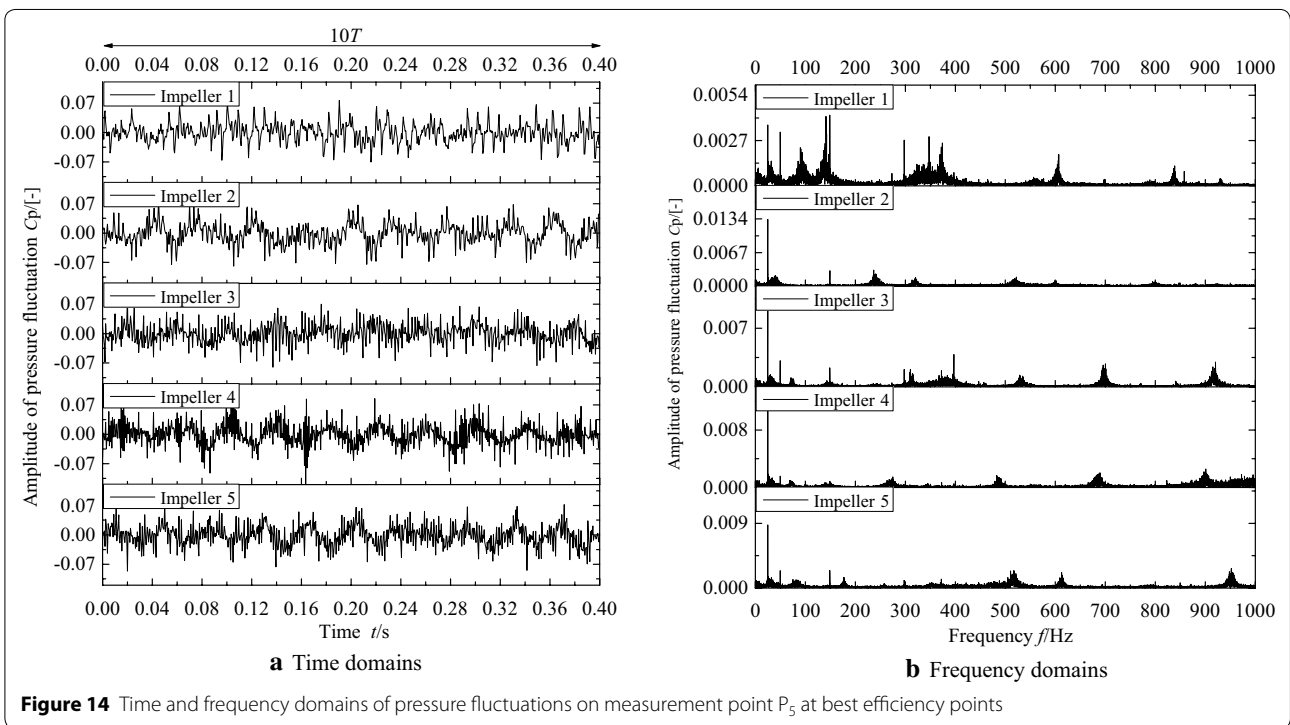 10T
0.00 0.04 0.08 0.12 0.16 0.20 0.24 0.28 0.32 0.36 0.40
Amplitude of pressure fluctuation Cp/[-]
Impeller 1
0.07
0.00
-0.07
Impeller 2
0.07
0.00
-0.07
Impeller 3
0.07
0.00
-0.07
Impeller 4
0.07
0.00
-0.07
Impeller 5
0.07
0.00
-0.07
0.00 0.04 0.08 0.12 0.16 0.20 0.24 0.28 0.32 0.36 0.40
Time t/s
a Time domains
0 100 200 300 400 500 600 700 800 900 1000
Amplitude of pressure fluctuation Cp/[-]
0.0054
Impeller 1
0.0027
0.0000
Impeller 2
0.0134
0.0067
0.0000
Impeller 3
0.007
0.000
Impeller 4
0.008
0.000
Impeller 5
0.009
0.000
0 100 200 300 400 500 600 700 800 900 1000
Frequency f/Hz
b Frequency domains
Figure 14 Time and frequency domains of pressure fluctuations on measurement point P5 at best efficiency points